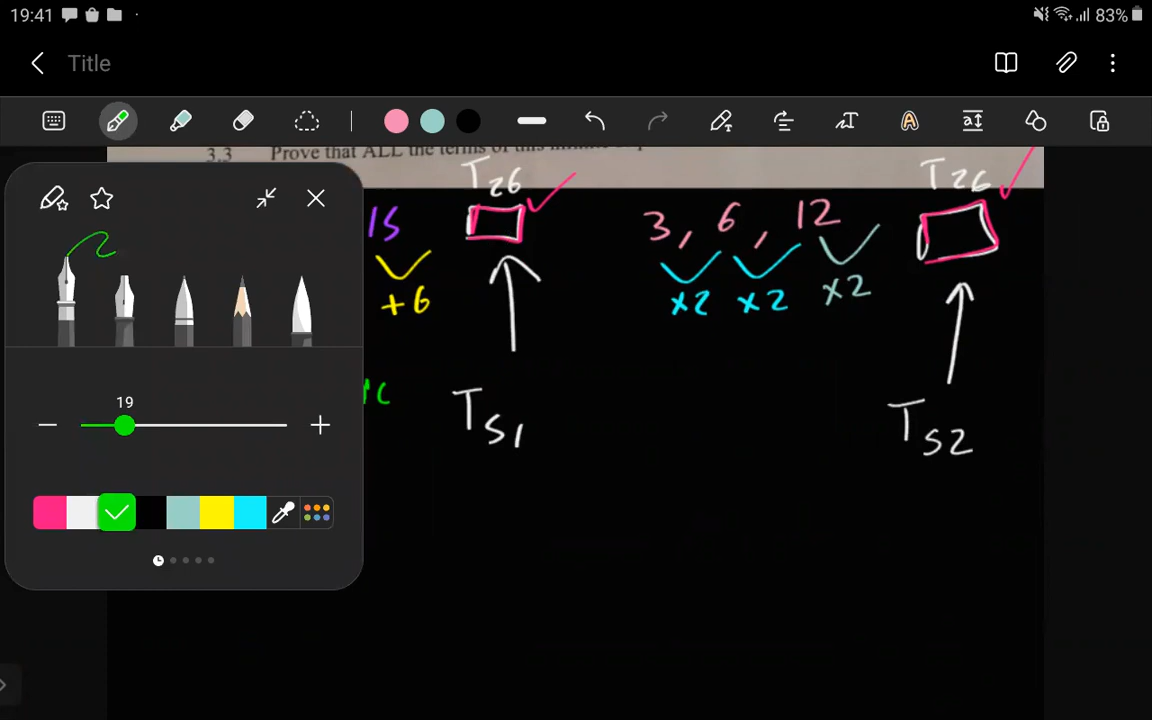 19:41 83%
Title
3.3 Prove that ALL the terms of this infinite
T26 T26
15 3, 6, 12
+6 ×2 ×2 ×2
TS1 TS2
19